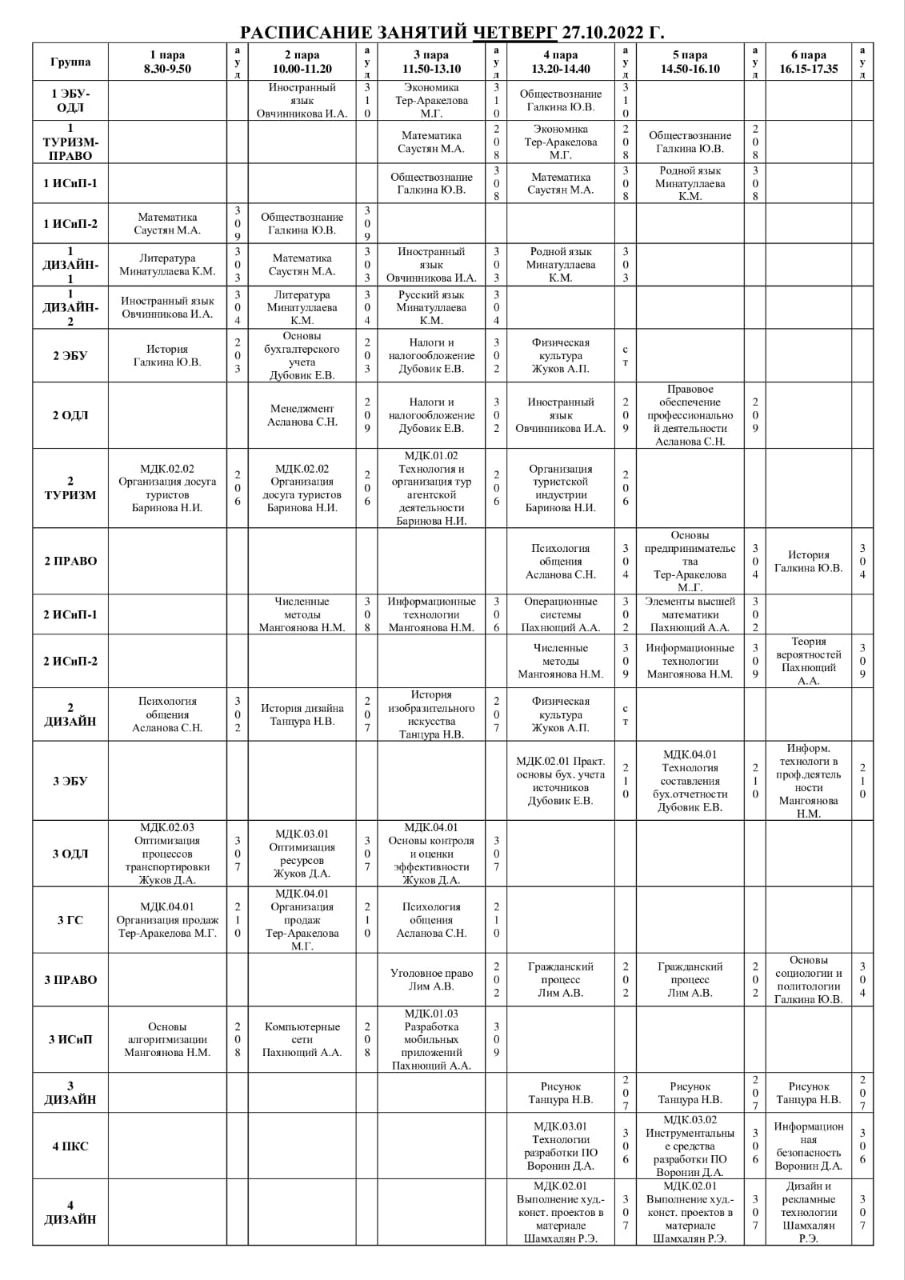 РАСПИСАНИЕ ЗАНЯТИЙ ЧЕТВЕРГ 27.10.2022 Г.
Группа
1 пара
8.30-9.50
ауд
2 пара
10.00-11.20
ауд
3 пара
11.50-13.10
ауд
4 пара
13.20-14.40
ауд
5 пара
14.50-16.10
ауд
6 пара
16.15-17.35
ауд
1 ЭБУ-
ОДЛ
Иностранный
язык
Овчинникова И.А.
310
Экономика
Тер-Аракелова
М.Г.
310
Обществознание
Галкина Ю.В.
310
1
ТУРИЗМ-
ПРАВО
Математика
Саустян М.А.
208
Экономика
Тер-Аракелова
М.Г.
208
Обществознание
Галкина Ю.В.
208
1 ИСиП-1
Обществознание
Галкина Ю.В.
308
Математика
Саустян М.А.
308
Родной язык
Минатуллаева
К.М.
308
1 ИСиП-2
Математика
Саустян М.А.
309
Обществознание
Галкина Ю.В.
309
1
ДИЗАЙН-
1
Литература
Минатуллаева К.М.
303
Математика
Саустян М.А.
303
Иностранный
язык
Овчинникова И.А.
303
Родной язык
Минатуллаева
К.М.
303
1
ДИЗАЙН-
2
Иностранный язык
Овчинникова И.А.
304
Литература
Минатуллаева
К.М.
304
Русский язык
Минатуллаева
К.М.
304
2 ЭБУ
История
Галкина Ю.В.
203
Основы
бухгалтерского
учета
Дубовик Е.В.
203
Налоги и
налогообложение
Дубовик Е.В.
302
Физическая
культура
Жуков А.П.
ст
2 ОДЛ
Менеджмент
Асланова С.Н.
209
Налоги и
налогообложение
Дубовик Е.В.
302
Иностранный
язык
Овчинникова И.А.
209
Правовое
обеспечение
профессионально
й деятельности
Асланова С.Н.
209
2
ТУРИЗМ
МДК.02.02
Организация досуга
туристов
Баринова Н.И.
206
МДК.02.02
Организация
досуга туристов
Баринова Н.И.
206
МДК.01.02
Технология и
организация тур
агентской
деятельности
Баринова Н.И.
206
Организация
туристской
индустрии
Баринова Н.И.
206
2 ПРАВО
Психология
общения
Асланова С.Н.
304
Основы
предпринимательс
тва
Тер-Аракелова
М..Г.
304
История
Галкина Ю.В.
304
2 ИСиП-1
Численные
методы
Мангоянова Н.М.
308
Информационные
технологии
Мангоянова Н.М.
306
Операционные
системы
Пахнющий А.А.
302
Элементы высшей
математики
Пахнющий А.А.
302
2 ИСиП-2
Численные
методы
Мангоянова Н.М.
309
Информационные
технологии
Мангоянова Н.М.
309
Теория
вероятностей
Пахнющий
А.А.
309
2
ДИЗАЙН
Психология
общения
Асланова С.Н.
302
История дизайна
Танцура Н.В.
207
История
изобразительного
искусства
Танцура Н.В.
207
Физическая
культура
Жуков А.П.
ст
3 ЭБУ
МДК.02.01 Практ.
основы бух. учета
источников
Дубовик Е.В.
210
МДК.04.01
Технология
составления
бух.отчетности
Дубовик Е.В.
210
Информ.
технологи в
проф.деятель
ности
Мангоянова
Н.М.
210
3 ОДЛ
МДК.02.03
Оптимизация
процессов
транспортировки
Жуков Д.А.
307
МДК.03.01
Оптимизация
ресурсов
Жуков Д.А.
307
МДК.04.01
Основы контроля
и оценки
эффективности
Жуков Д.А.
307
3 ГС
МДК.04.01
Организация продаж
Тер-Аракелова М.Г.
210
МДК.04.01
Организация
продаж
Тер-Аракелова
М.Г.
210
Психология
общения
Асланова С.Н.
210
3 ПРАВО
Уголовное право
Лим А.В.
202
Гражданский
процесс
Лим А.В.
202
Гражданский
процесс
Лим А.В.
202
Основы
социологии и
политологии
Галкина Ю.В.
304
3 ИСиП
Основы
алгоритмизации
Мангоянова Н.М.
208
Компьютерные
сети
Пахнющий А.А.
208
МДК.01.03
Разработка
мобильных
приложений
Пахнющий А.А.
309
3
ДИЗАЙН
Рисунок
Танцура Н.В.
207
Рисунок
Танцура Н.В.
207
Рисунок
Танцура Н.В.
207
4 ПКС
МДК.03.01
Технологии
разработки ПО
Воронин Д.А.
306
МДК.03.02
Инструментальны
е средства
разработки ПО
Воронин Д.А.
306
Информацион
ная
безопасность
Воронин Д.А.
306
4
ДИЗАЙН
МДК.02.01
Выполнение худ.-
конст. проектов в
материале
Шамхалян Р.Э.
307
МДК.02.01
Выполнение худ.-
конст. проектов в
материале
Шамхалян Р.Э.
307
Дизайн и
рекламные
технологии
Шамхалян
Р.Э.
307